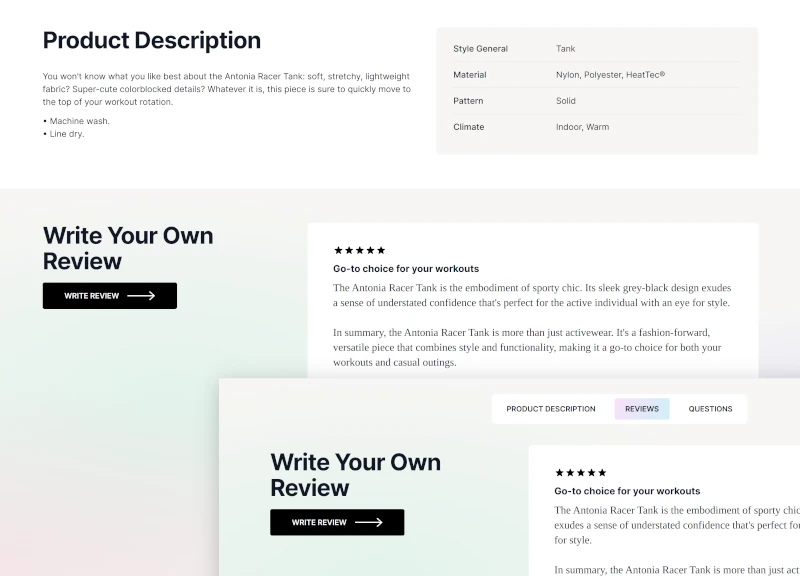 Product Description
You won't know what you like best about the Antonia Racer Tank: soft, stretchy, lightweight
fabric? Super-cute colorblocked details? Whatever it is, this piece is sure to quickly move to
the top of your workout rotation.
• Machine wash.
• Line dry.
Style General Tank
Material Nylon, Polyester, HeatTec®
Pattern Solid
Climate Indoor, Warm
Write Your Own
Review
WRITE REVIEW
Go-to choice for your workouts
The Antonia Racer Tank is the embodiment of sporty chic. Its sleek grey-black design exudes
a sense of understated confidence that's perfect for the active individual with an eye for style.
In summary, the Antonia Racer Tank is more than just activewear. It's a fashion-forward,
versatile piece that combines style and functionality, making it a go-to choice for both your
workouts and casual outings.
PRODUCT DESCRIPTION REVIEWS QUESTIONS
Write Your Own
Review
WRITE REVIEW
Go-to choice for your workouts
The Antonia Racer Tank is the embodiment of sporty chic
exudes a sense of understated confidence that's perfect for
for style.
In summary, the Antonia Racer Tank is more than just act